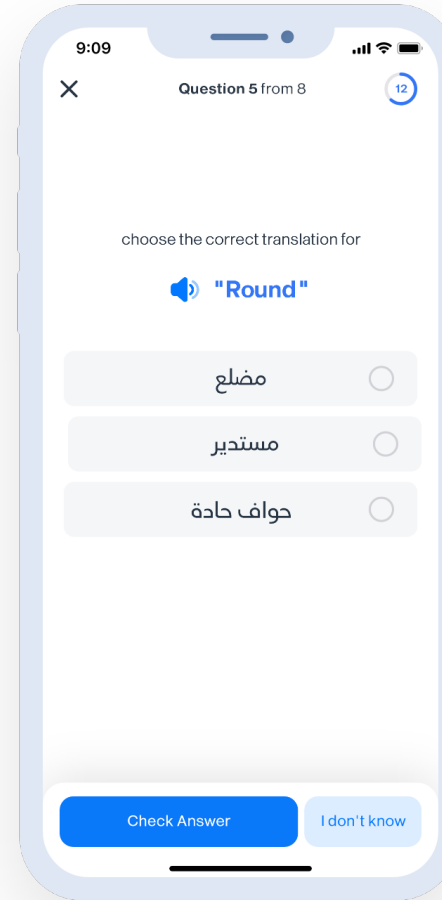 9:09
Question 5 from 8
12
choose the correct translation for
"Round"
مضلع
مستدير
حواف حادة
Check Answer
I don't know